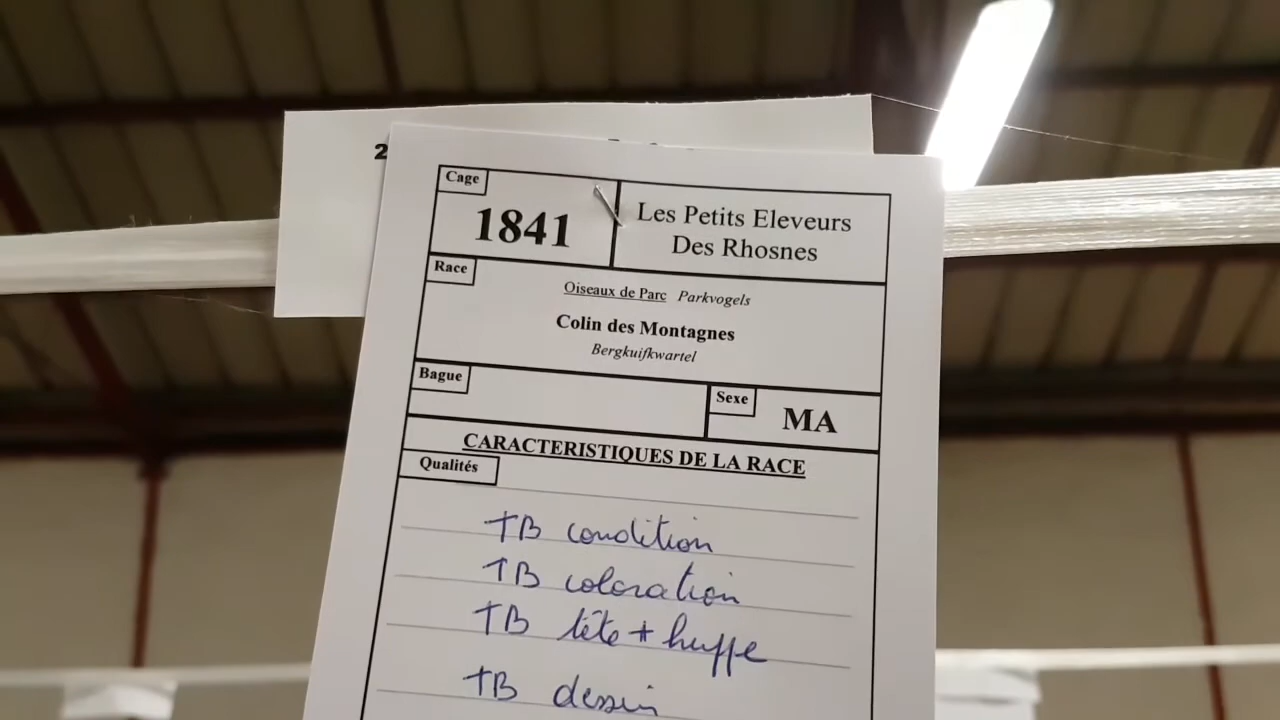 2
Cage
1841
Les Petits Eleveurs
Des Rhosnes
Race
Oiseaux de Parc Parkvogels
Colin des Montagnes
Bergkuifkwartel
Bague
Sexe
MA
CARACTERISTIQUES DE LA RACE
Qualités
TB condition
TB coloration
TB tête + huppe
TB dessin